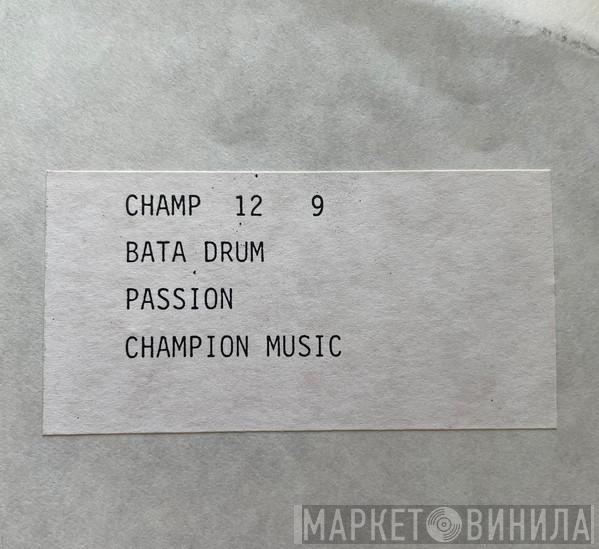 CHAMP 12 9
BATA DRUM
PASSION
CHAMPION MUSIC
МАРКЕТ ВИНИЛА